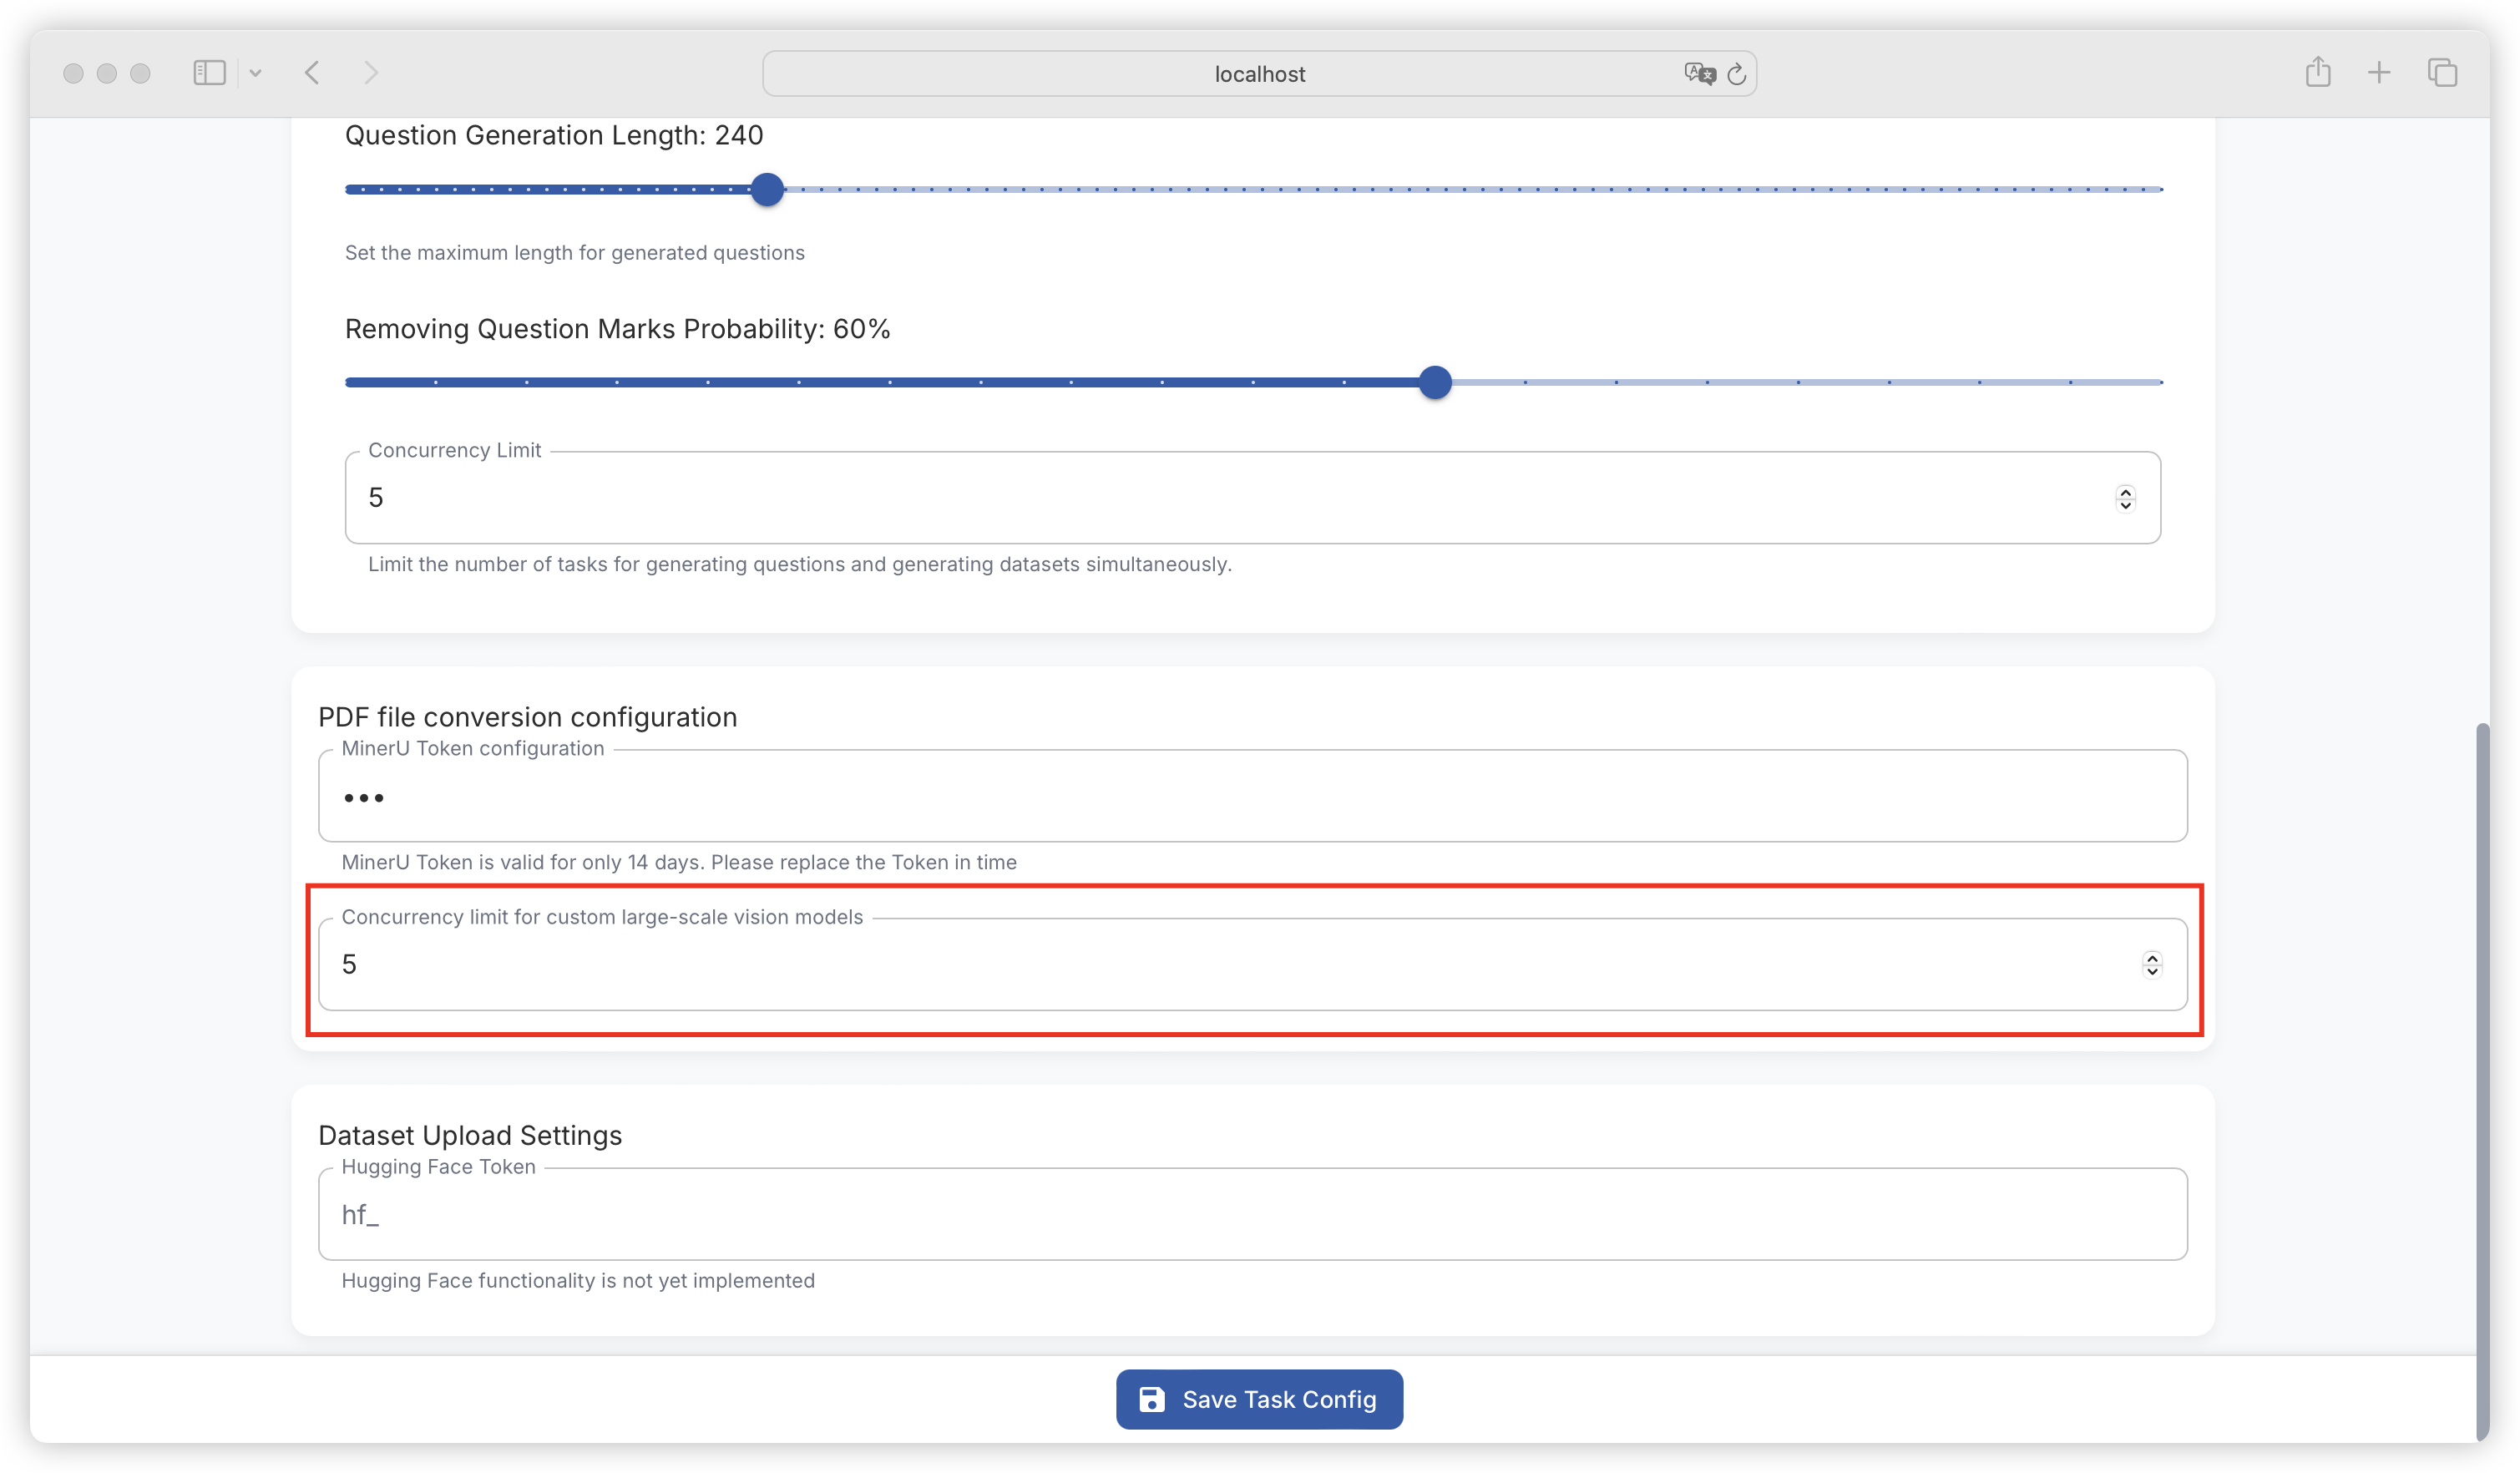 localhost
Question Generation Length: 240
Set the maximum length for generated questions
Removing Question Marks Probability: 60%
Concurrency Limit
5
Limit the number of tasks for generating questions and generating datasets simultaneously.
PDF file conversion configuration
MinerU Token configuration
•••
MinerU Token is valid for only 14 days. Please replace the Token in time
Concurrency limit for custom large-scale vision models
5
Dataset Upload Settings
Hugging Face Token
hf_
Hugging Face functionality is not yet implemented
Save Task Config